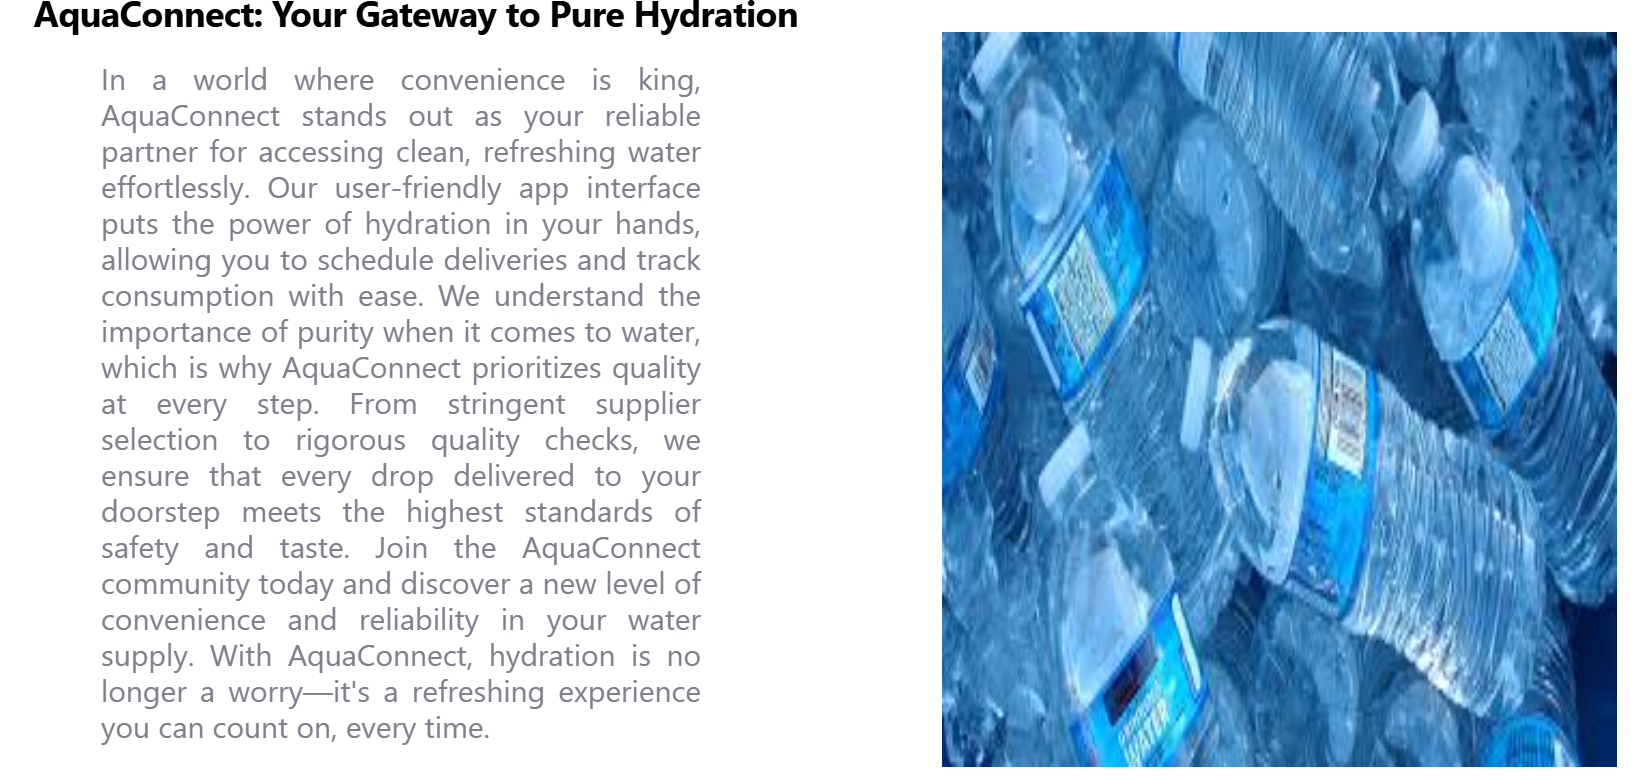 AquaConnect: Your Gateway to Pure Hydration
In a world where convenience is king,
AquaConnect stands out as your reliable
partner for accessing clean, refreshing water
effortlessly. Our user-friendly app interface
puts the power of hydration in your hands,
allowing you to schedule deliveries and track
consumption with ease. We understand the
importance of purity when it comes to water,
which is why AquaConnect prioritizes quality
at every step. From stringent supplier
selection to rigorous quality checks, we
ensure that every drop delivered to your
doorstep meets the highest standards of
safety and taste. Join the AquaConnect
community today and discover a new level of
convenience and reliability in your water
supply. With AquaConnect, hydration is no
longer a worry—it's a refreshing experience
you can count on, every time.
WATER